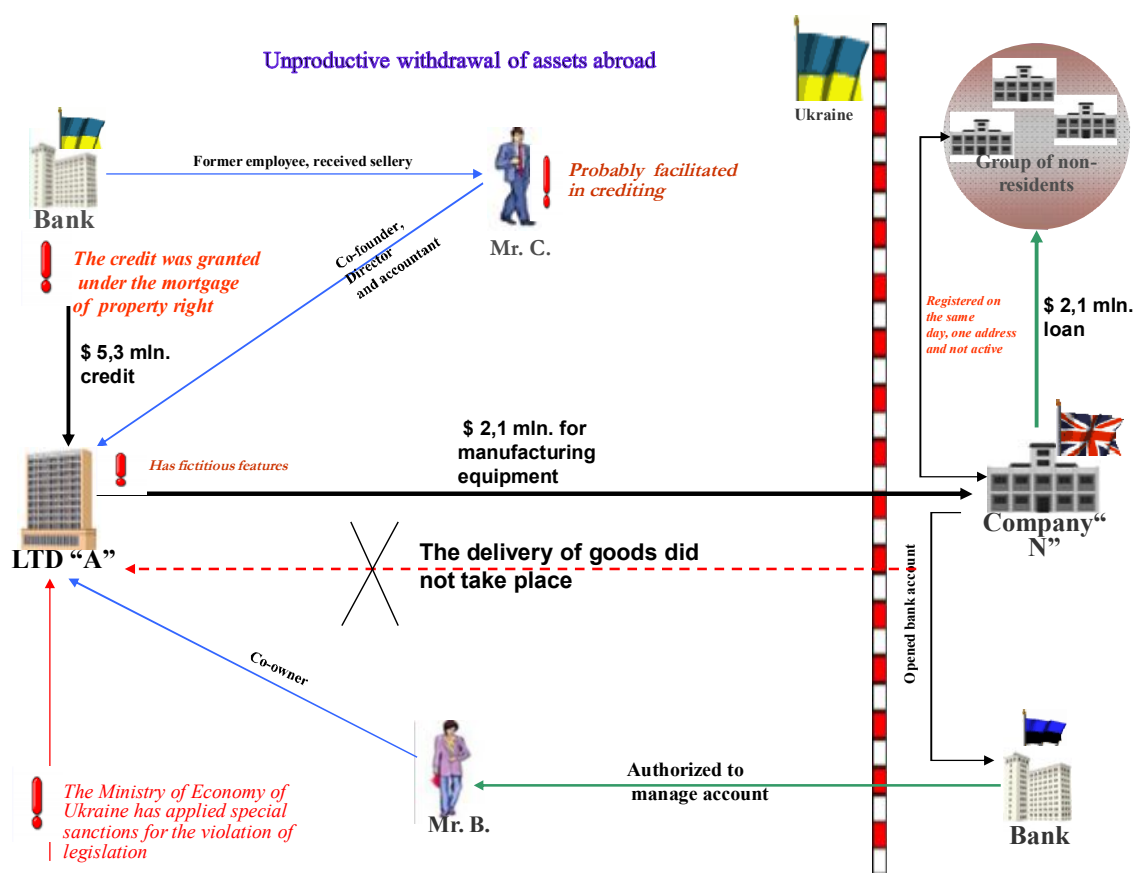 Unproductive withdrawal of assets abroad
Ukraine
Group of non-
residents
Former employee, received sellery
Probably facilitated
in crediting
Bank
Mr. C.
The credit was granted
under the mortgage
of property right
Co-founder,
Director
and accountant
Registered on
the same
day, one address
and not active
$ 2,1 mln.
loan
$ 5,3 mln.
credit
$ 2,1 mln. for
manufacturing
equipment
Has fictitious features
Company“
N”
LTD “A”
The delivery of goods did
not take place
Opened bank account
Co-owner
Authorized to
manage account
The Ministry of Economy of
Ukraine has applied special
sanctions for the violation of
legislation
Mr. B.
Bank